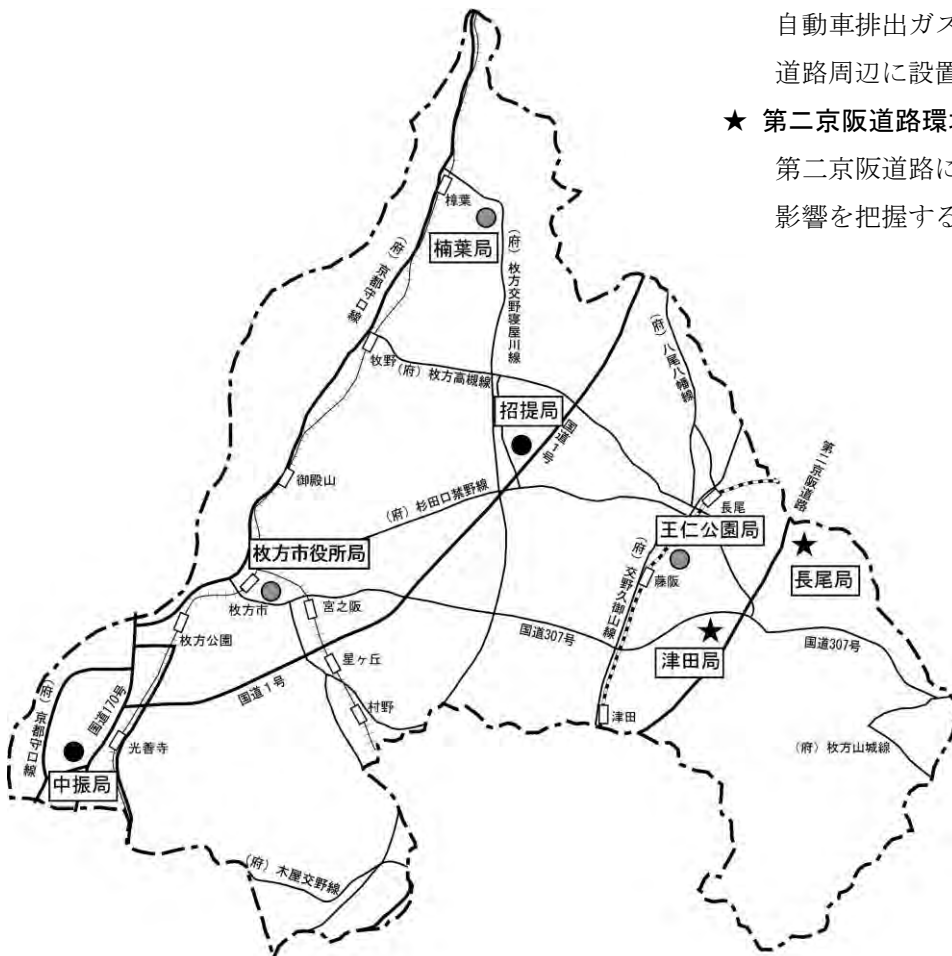 自動車排出ガス
道路周辺に設置
★ 第二京阪道路環境
第二京阪道路に
影響を把握する
樟葉
楠葉局
(府) 京都守口線
(府) 枚方交野寝屋川線
牧野
(府) 枚方高槻線
(府) 八尾八幡線
招提局
国道1号
第二京阪道路
御殿山
(府) 杉田口禁野線
長尾
王仁公園局
長尾局
枚方市役所局
枚方市
宮之阪
(府) 交野久御山線
藤阪
枚方公園
国道307号
津田局
国道307号
星ヶ丘
国道1号
村野
津田
(府) 京都守口線
国道170号
光善寺
中振局
(府) 枚方山城線
(府) 木屋交野線